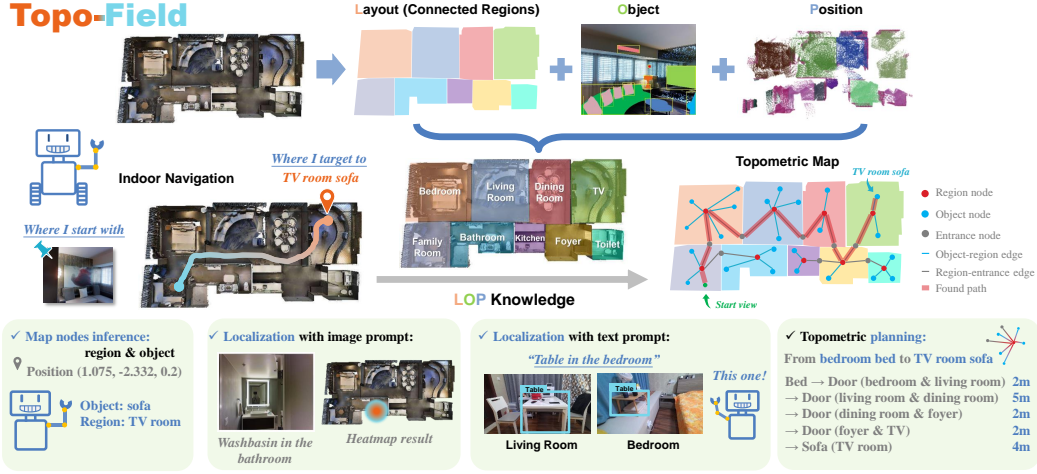 Topo-Field
Layout (Connected Regions)
Object
Position
Indoor Navigation
Where I target to
TV room sofa
Where I start with
Bedroom
Living
Room
Dining
Room
TV
Family
Room
Bathroom
Kitchen
Foyer
Toilet
LOP Knowledge
Topometric Map
TV room sofa
Start view
Region node
Object node
Entrance node
Object-region edge
Region-entrance edge
Found path
✓ Map nodes inference:
region & object
Position (1.075, -2.332, 0.2)
Object: sofa
Region: TV room
✓ Localization with image prompt:
Washbasin in the
bathroom
Heatmap result
✓ Localization with text prompt:
“Table in the bedroom”
Table
Table
Living Room
Bedroom
This one!
✓ Topometric planning:
From bedroom bed to TV room sofa
Bed → Door (bedroom & living room) 2m
→ Door (living room & dining room) 5m
→ Door (dining room & foyer) 2m
→ Door (foyer & TV) 2m
→ Sofa (TV room) 4m